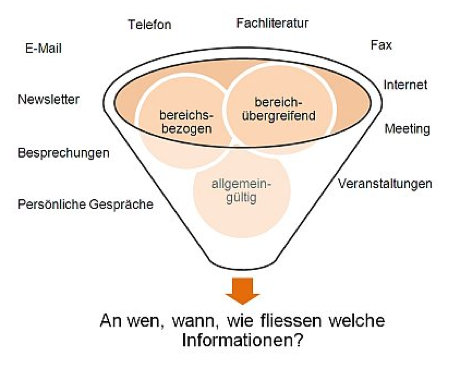 Telefon
Fachliteratur
E-Mail
Fax
Internet
Newsletter
bereichs-
bezogen
bereich-
übergreifend
Meeting
Besprechungen
allgemein-
gültig
Veranstaltungen
Persönliche Gespräche
An wen, wann, wie fliessen welche
Informationen?